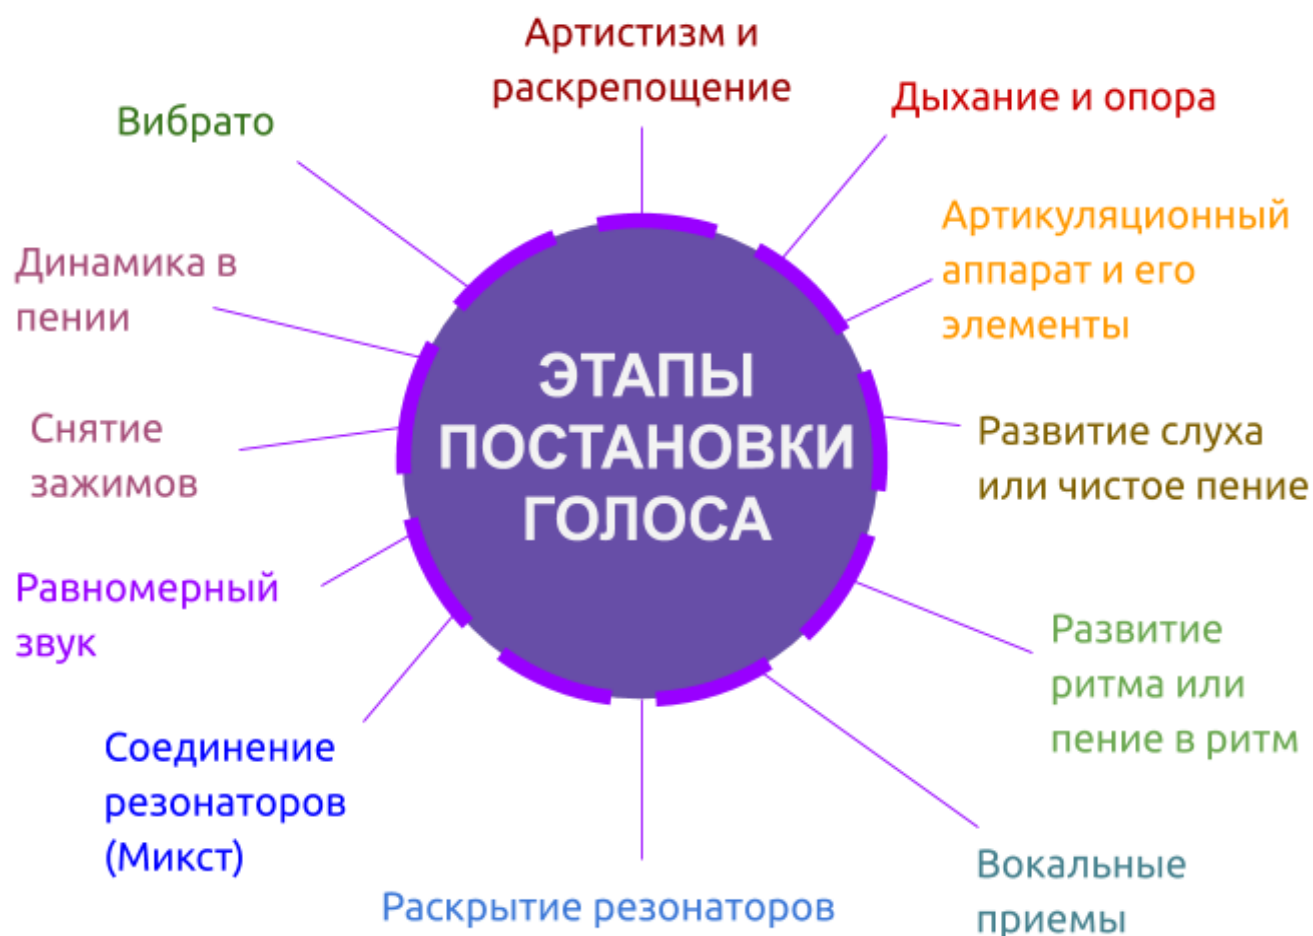 Артистизм и
раскрепощение
Дыхание и опора
Вибрато
Артикуляционный
аппарат и его
элементы
Динамика в
пении
ЭТАПЫ
ПОСТАНОВКИ
ГОЛОСА
Снятие
зажимов
Развитие слуха
или чистое пение
Равномерный
звук
Развитие
ритма или
пение в ритм
Соединение
резонаторов
(Микст)
Вокальные
приемы
Раскрытие резонаторов